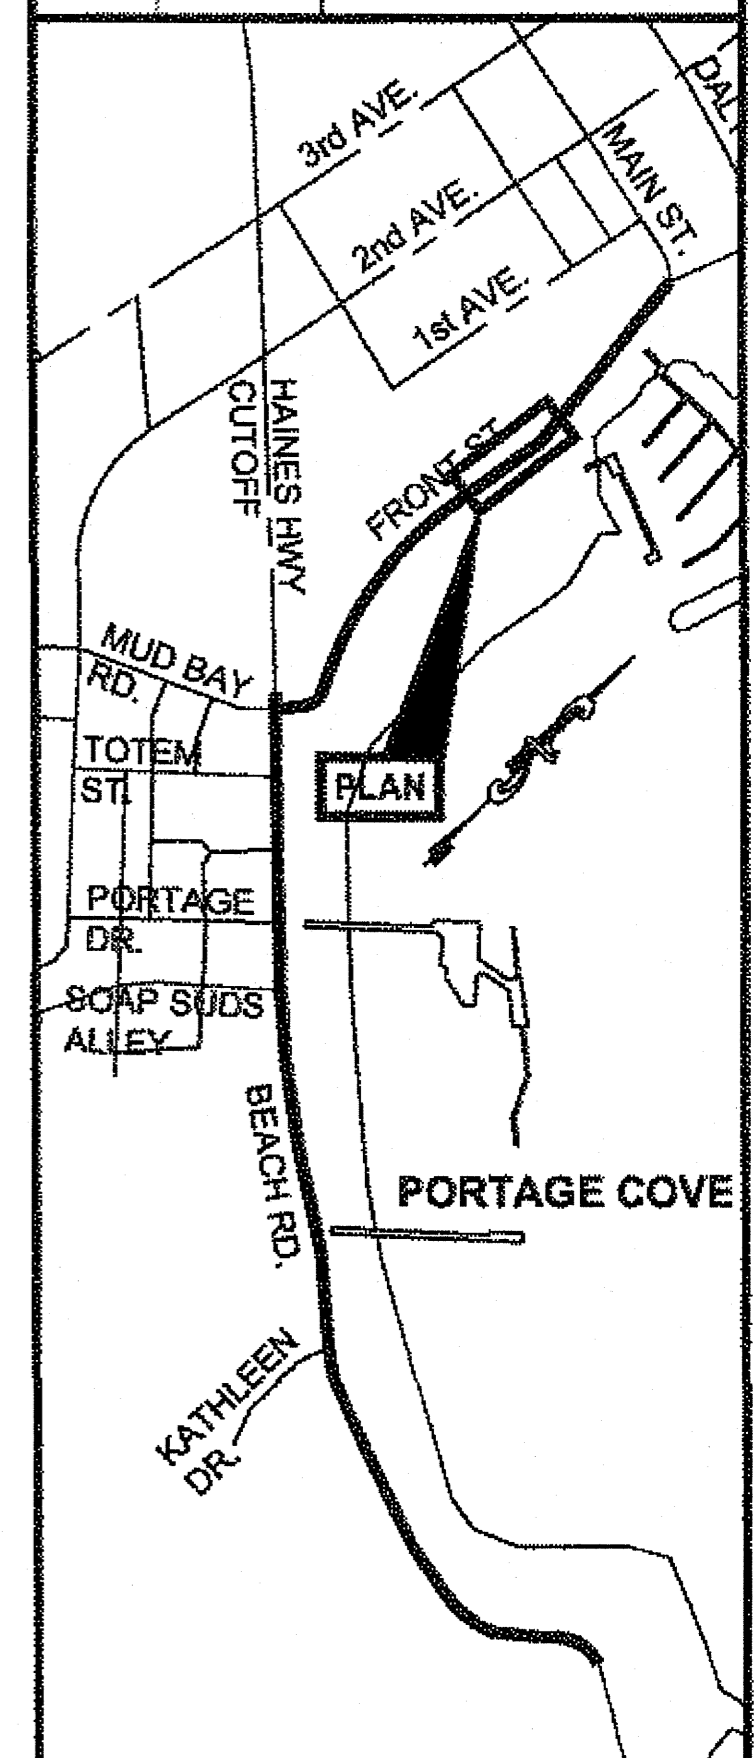 3rd AVE.
2nd AVE.
1st AVE.
MAIN ST.
HAINES HWY
CUTOFF
FRONT ST.
MUD BAY
RD.
TOTEM
ST.
PLAN
PORTAGE
DR.
SOAP SUDS
ALLEY
BEACH RD.
PORTAGE COVE
KATHLEEN
DR.